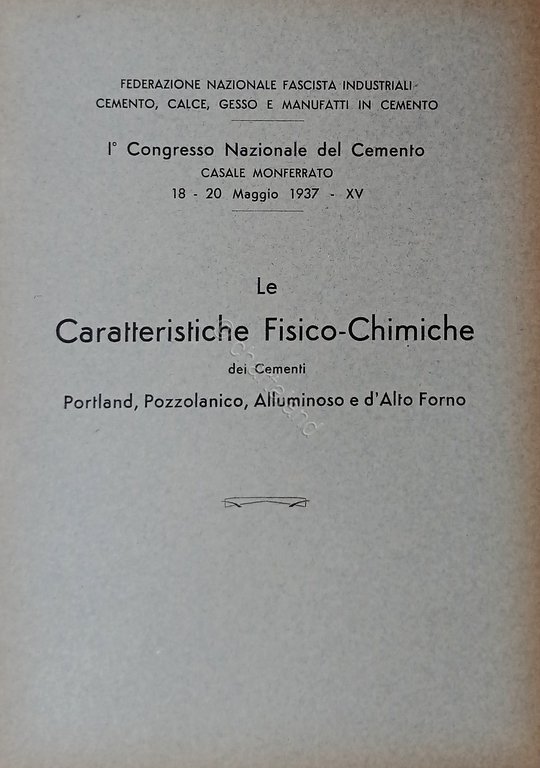 FEDERAZIONE NAZIONALE FASCISTA INDUSTRIALI
CEMENTO, CALCE, GESSO E MANUFATTI IN CEMENTO
I° Congresso Nazionale del Cemento
CASALE MONFERRATO
18 - 20 Maggio 1937 - XV
Le
Caratteristiche Fisico-Chimiche
dei Cementi
Portland, Pozzolanico, Alluminoso e d'Alto Forno